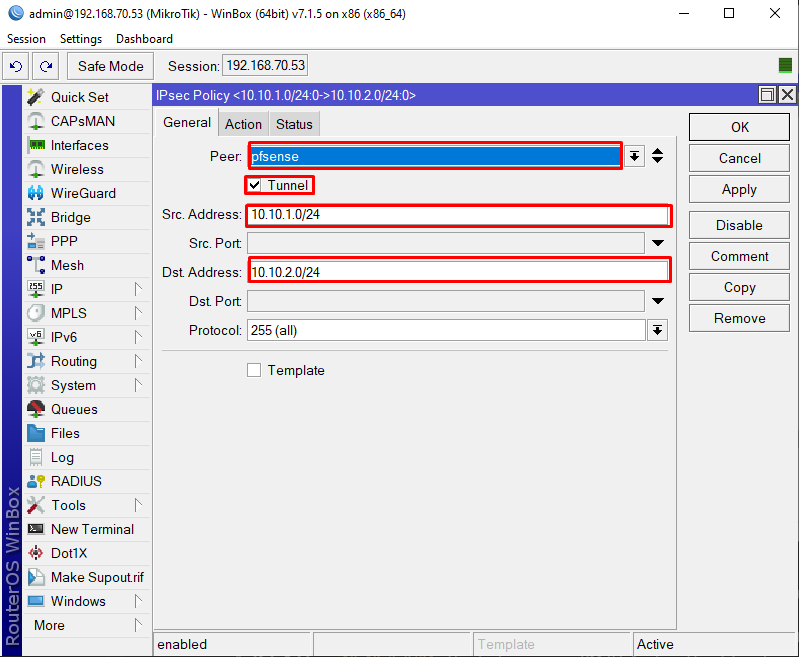 admin@192.168.70.53 (MikroTik) - WinBox (64bit) v7.1.5 on x86 (x86_64)
Session Settings Dashboard
Safe Mode Session: 192.168.70.53
RouterOS WinBox
Quick Set
CAPsMAN
Interfaces
Wireless
WireGuard
Bridge
PPP
Mesh
IP
MPLS
IPv6
Routing
System
Queues
Files
Log
RADIUS
Tools
New Terminal
Dot1X
Make Supout.rif
Windows
More
IPsec Policy <10.10.1.0/24:0->10.10.2.0/24:0>
General Action Status
Peer: pfsense
Tunnel
Src. Address: 10.10.1.0/24
Src. Port:
Dst. Address: 10.10.2.0/24
Dst. Port:
Protocol: 255 (all)
Template
OK
Cancel
Apply
Disable
Comment
Copy
Remove
enabled Template Active